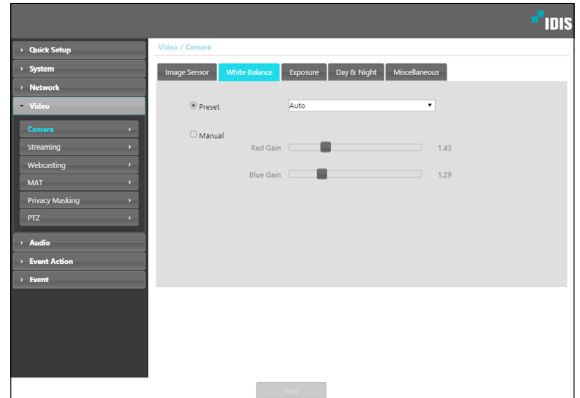 IDIS
Quick Setup
System
Network
Video
Camera
Streaming
Webcasting
MAT
Privacy Masking
PTZ
Audio
Event Action
Event
Video / Camera
Image Sensor White Balance Exposure Day & Night Miscellaneous
Preset Auto
Manual
Red Gain 1.43
Blue Gain 1.29
Save